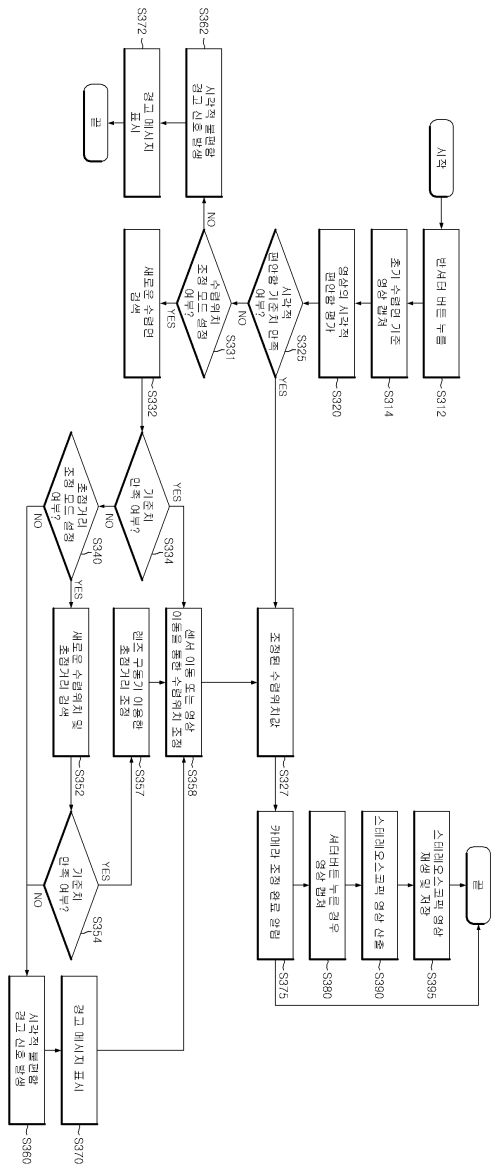 시작
반셔터 버튼 누름
S312
초기 수렴면 기준
영상 캡쳐
S314
영상의 시각적
편안함 평가
S320
시각적
편안함 기준치 만족
여부?
S325
YES
NO
수렴위치
조정 모드 설정
여부?
S331
NO
YES
시각적 불편함
경고 신호 발생
S362
경고 메시지
표시
S372
끝
새로운 수렴면
검색
S332
기준치
만족 여부?
S334
YES
NO
초점거리
조정 모드 설정
여부?
S340
YES
NO
새로운 수렴위치 및
초점거리 검색
S352
기준치
만족 여부?
S354
YES
NO
렌즈 구동기 이용한
초점거리 조정
S357
센서 이동 또는 영상
이동을 통한 수렴위치 조정
S358
시각적 불편함
경고 신호 발생
S360
경고 메시지 표시
S370
조정된 수렴위치값
S327
카메라 조정 완료 알림
S375
셔터버튼 누른 경우
영상 캡쳐
S380
스테레오스코픽 영상 산출
S390
스테레오스코픽 영상
재생 및 저장
S395
끝